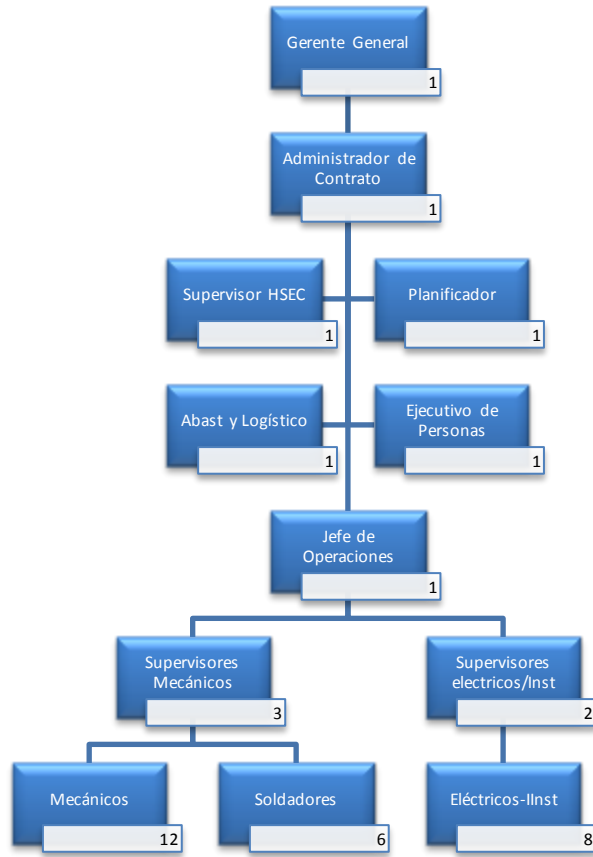 Gerente General
1
Administrador de
Contrato
1
Supervisor HSEC
1
Planificador
1
Abast y Logístico
1
Ejecutivo de
Personas
1
Jefe de
Operaciones
1
Supervisores
Mecánicos
3
Supervisores
electricos/Inst
2
Mecánicos
12
Soldadores
6
Eléctricos-IInst
8